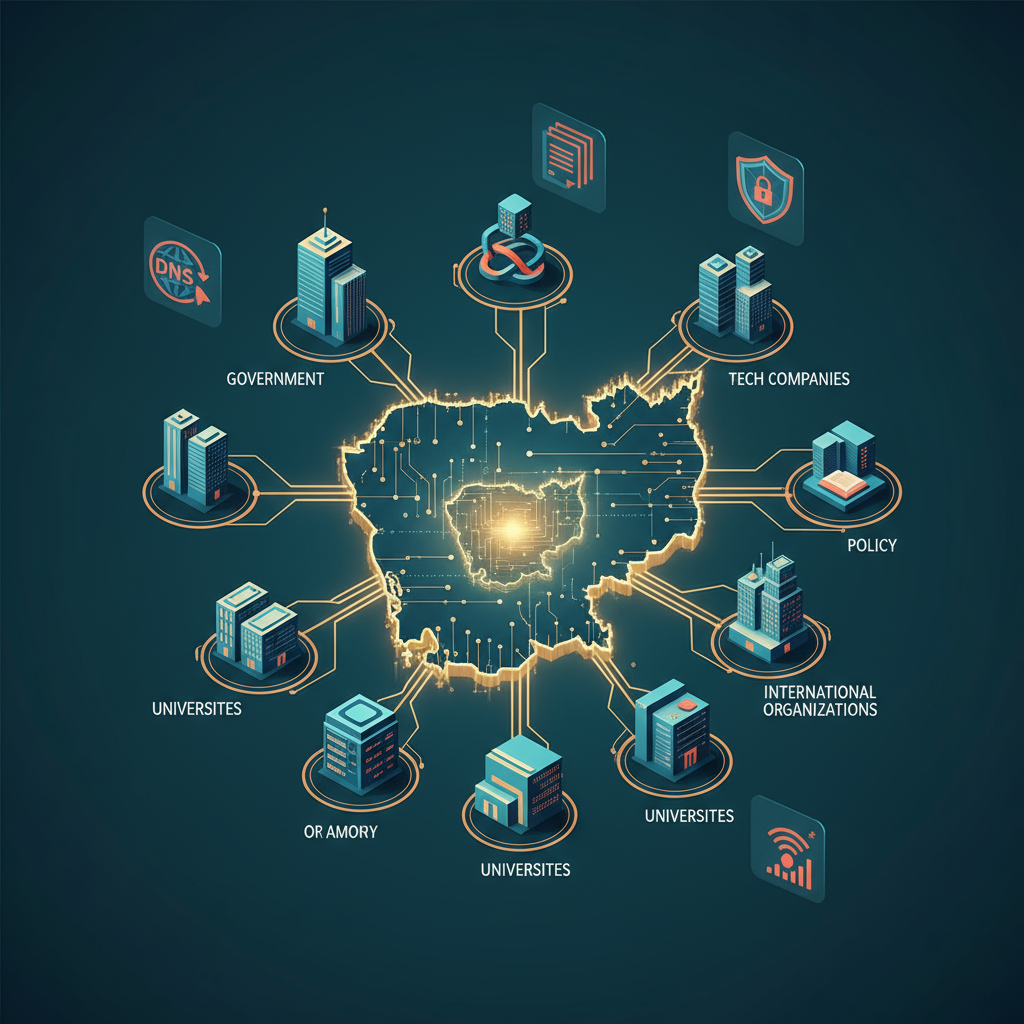 DNS
GOVERNMENT
TECH COMPANIES
POLICY
UNIVERSITES
INTERNATIONAL
ORGANIZATIONS
OR AMORY
UNIVERSITES
UNIVERSITES